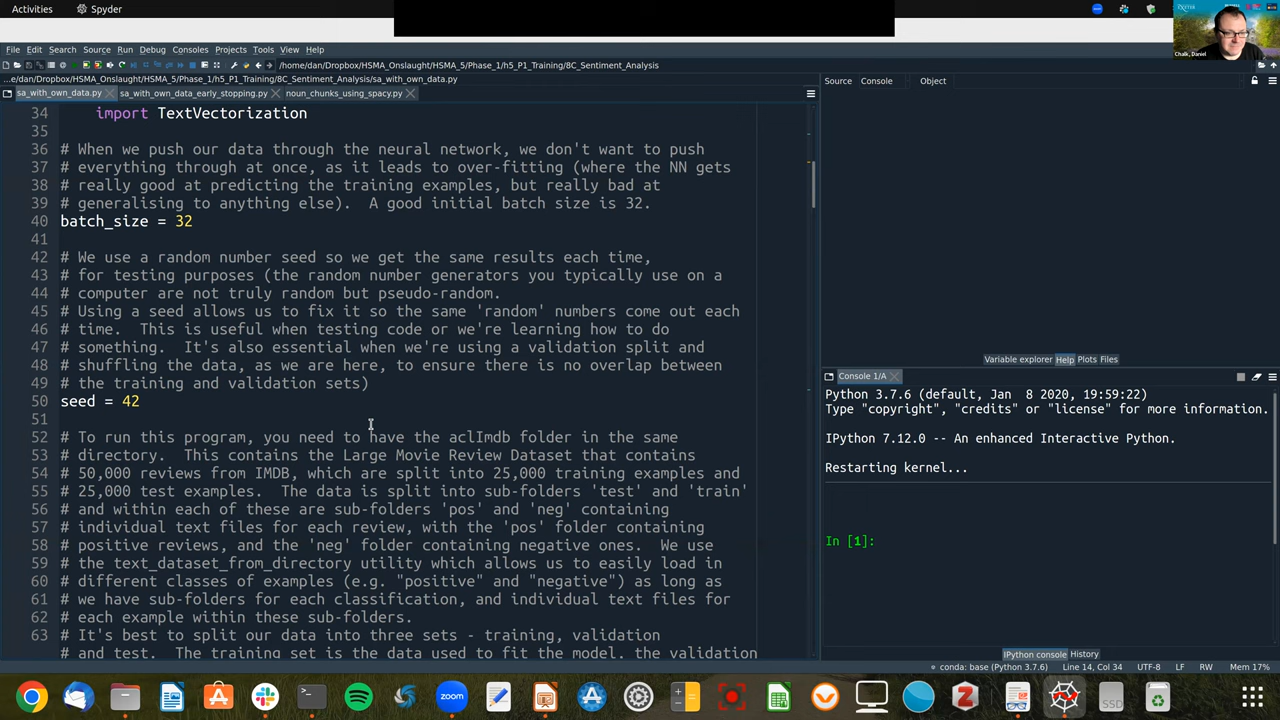 Activities
Spyder
Chalk, Daniel
File Edit Search Source Run Debug Consoles Projects Tools View Help
/home/dan/Dropbox/HSMA_Onslaught/HSMA_5/Phase_1/h5_P1_Training/8C_Sentiment_Analysis
...e/dan/Dropbox/HSMA_Onslaught/HSMA_5/Phase_1/h5_P1_Training/8C_Sentiment_Analysis/sa_with_own_data.py
sa_with_own_data.py sa_with_own_data_early_stopping.py noun_chunks_using_spacy.py
34 import TextVectorization
35
36 # When we push our data through the neural network, we don't want to push
37 # everything through at once, as it leads to over-fitting (where the NN gets
38 # really good at predicting the training examples, but really bad at
39 # generalising to anything else). A good initial batch size is 32.
40 batch_size = 32
41
42 # We use a random number seed so we get the same results each time,
43 # for testing purposes (the random number generators you typically use on a
44 # computer are not truly random but pseudo-random.
45 # Using a seed allows us to fix it so the same 'random' numbers come out each
46 # time. This is useful when testing code or we're learning how to do
47 # something. It's also essential when we're using a validation split and
48 # shuffling the data, as we are here, to ensure there is no overlap between
49 # the training and validation sets)
50 seed = 42
51
52 # To run this program, you need to have the aclImdb folder in the same
53 # directory. This contains the Large Movie Review Dataset that contains
54 # 50,000 reviews from IMDB, which are split into 25,000 training examples and
55 # 25,000 test examples. The data is split into sub-folders 'test' and 'train'
56 # and within each of these are sub-folders 'pos' and 'neg' containing
57 # individual text files for each review, with the 'pos' folder containing
58 # positive reviews, and the 'neg' folder containing negative ones. We use
59 # the text_dataset_from_directory utility which allows us to easily load in
60 # different classes of examples (e.g. "positive" and "negative") as long as
61 # we have sub-folders for each classification, and individual text files for
62 # each example within these sub-folders.
63 # It's best to split our data into three sets - training, validation
# and test. The training set is the data used to fit the model. the validation
Source Console Object
Variable explorer Help Plots Files
Console 1/A
Python 3.7.6 (default, Jan 8 2020, 19:59:22)
Type "copyright", "credits" or "license" for more information.
IPython 7.12.0 -- An enhanced Interactive Python.
Restarting kernel...
In [1]:
IPython console History
conda: base (Python 3.7.6) Line 14, Col 34 UTF-8 LF RW Mem 17%
zoom
SSD